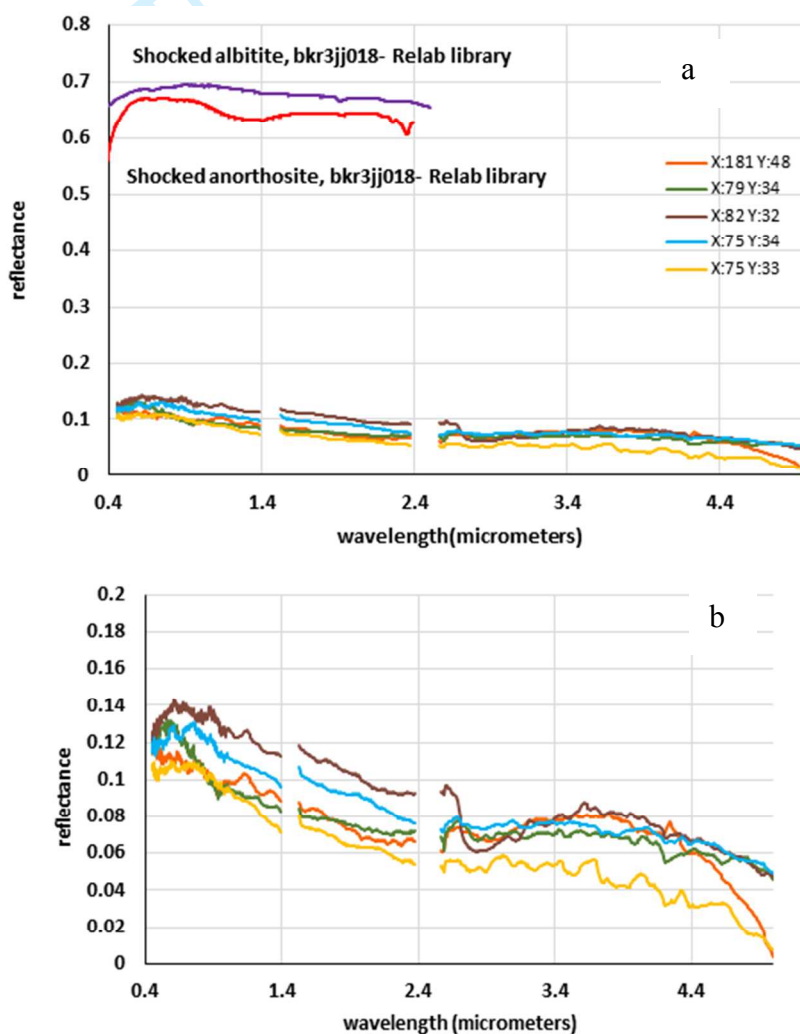 0.8
Shocked albitite, bkr3jj018- Relab library
a
0.7
0.6
Shocked anorthosite, bkr3jj018- Relab library
X:181 Y:48
0.5
X:79 Y:34
X:82 Y:32
0.4
X:75 Y:34
X:75 Y:33
0.3
0.2
0.1
0
reflectance
0.4 1.4 2.4 3.4 4.4
wavelength(micrometers)
0.2
b
0.18
0.16
0.14
0.12
0.1
0.08
0.06
0.04
0.02
0
reflectance
0.4 1.4 2.4 3.4 4.4
wavelength (micrometers)